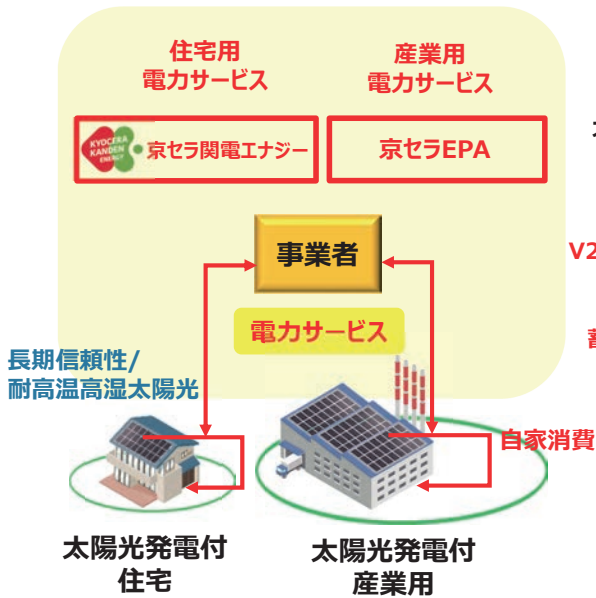 住宅用
電力サービス
産業用
電力サービス
KYOCERA
KANDEN
ENERGY
京セラ関電エナジー
京セラEPA
事業者
V2
電力サービス
長期信頼性/
耐高温高湿太陽光
自家消費
太陽光発電付
住宅
太陽光発電付
産業用